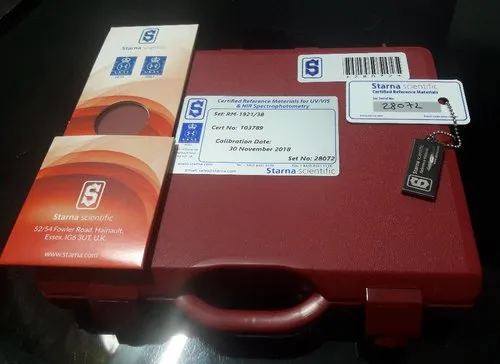 Starna scientific
Starna scientific
52/54 Fowler Road, Hainault,
Essex, IG6 3UT, U.K.
www.starna.com
Certified Reference Materials for UV/VIS
& NIR Spectrophotometry
Set: RM-1921/38
Cert No: 103789
Calibration Date:
30 November 2018
Set No: 28072
Starna scientific
Starna scientific
Certified Reference Materials
28072